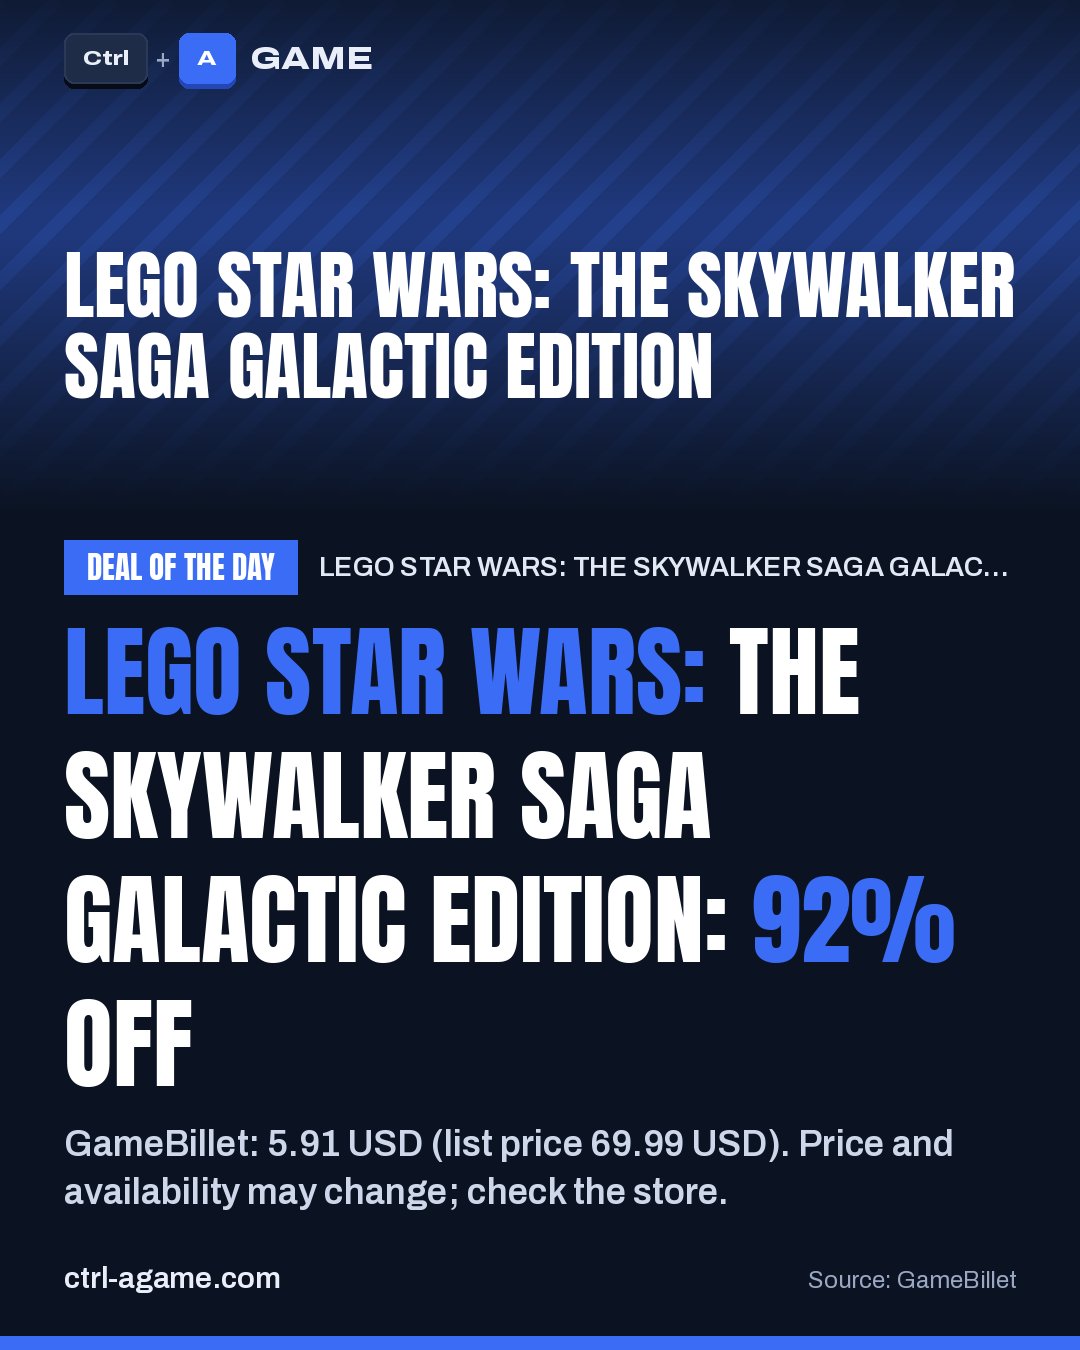 Ctrl + A GAME
LEGO STAR WARS: THE SKYWALKER
SAGA GALACTIC EDITION
DEAL OF THE DAY LEGO STAR WARS: THE SKYWALKER SAGA GALAC...
LEGO STAR WARS: THE
SKYWALKER SAGA
GALACTIC EDITION: 92%
OFF
GameBillet: 5.91 USD (list price 69.99 USD). Price and
availability may change; check the store.
ctrl-agame.com
Source: GameBillet